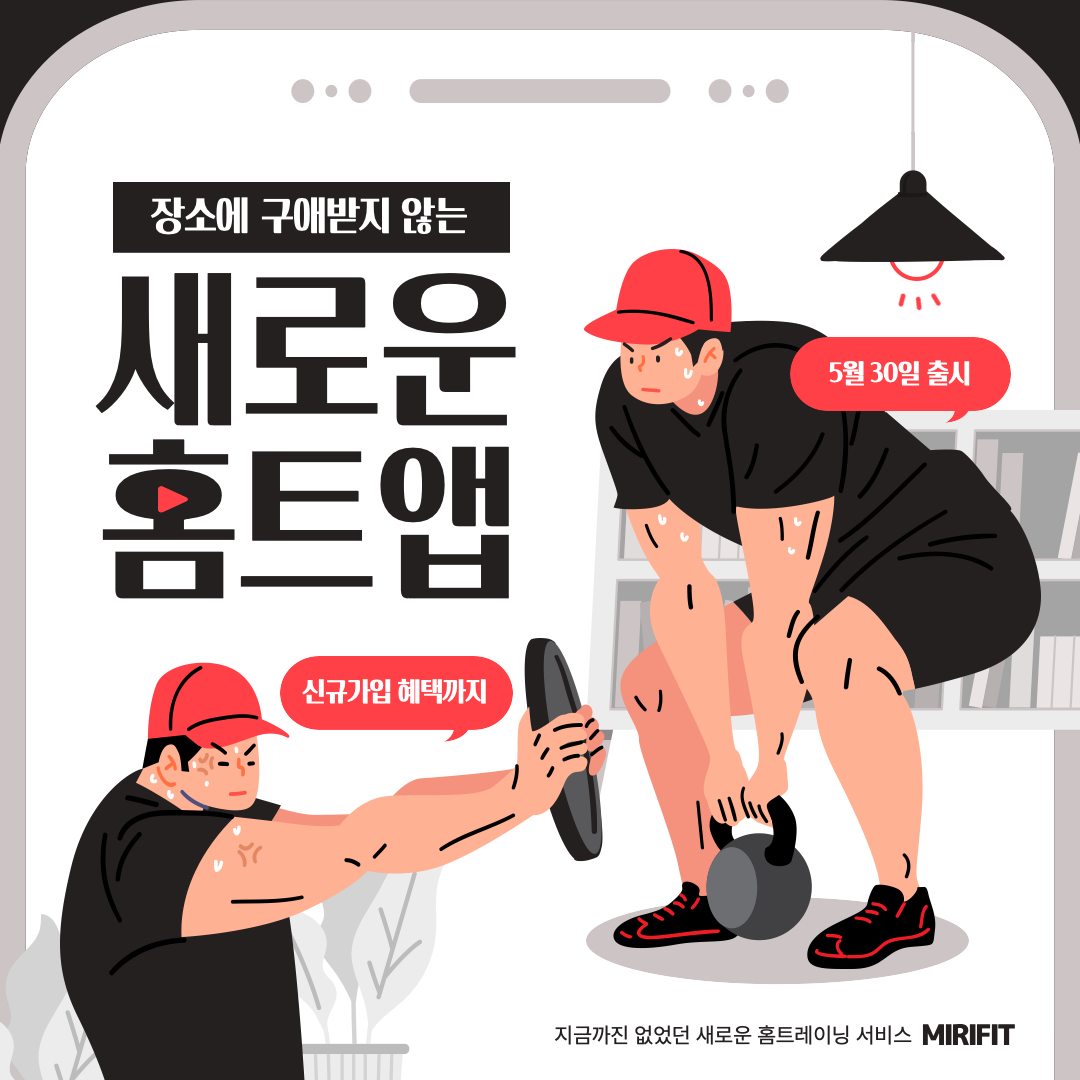 장소에 구애받지 않는
새로운
홈트앱
5월 30일 출시
신규가입 혜택까지
지금까진 없었던 새로운 홈트레이닝 서비스 MIRIFIT